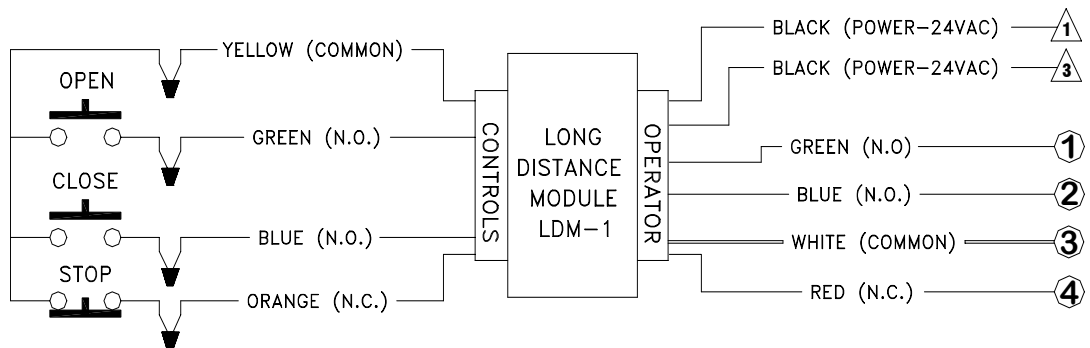 YELLOW (COMMON)
OPEN
GREEN (N.O.)
CLOSE
BLUE (N.O.)
STOP
ORANGE (N.C.)
CONTROLS
LONG
DISTANCE
MODULE
LDM-1
OPERATOR
BLACK (POWER-24VAC)
1
BLACK (POWER-24VAC)
3
GREEN (N.O)
1
BLUE (N.O.)
2
WHITE (COMMON)
3
RED (N.C.)
4